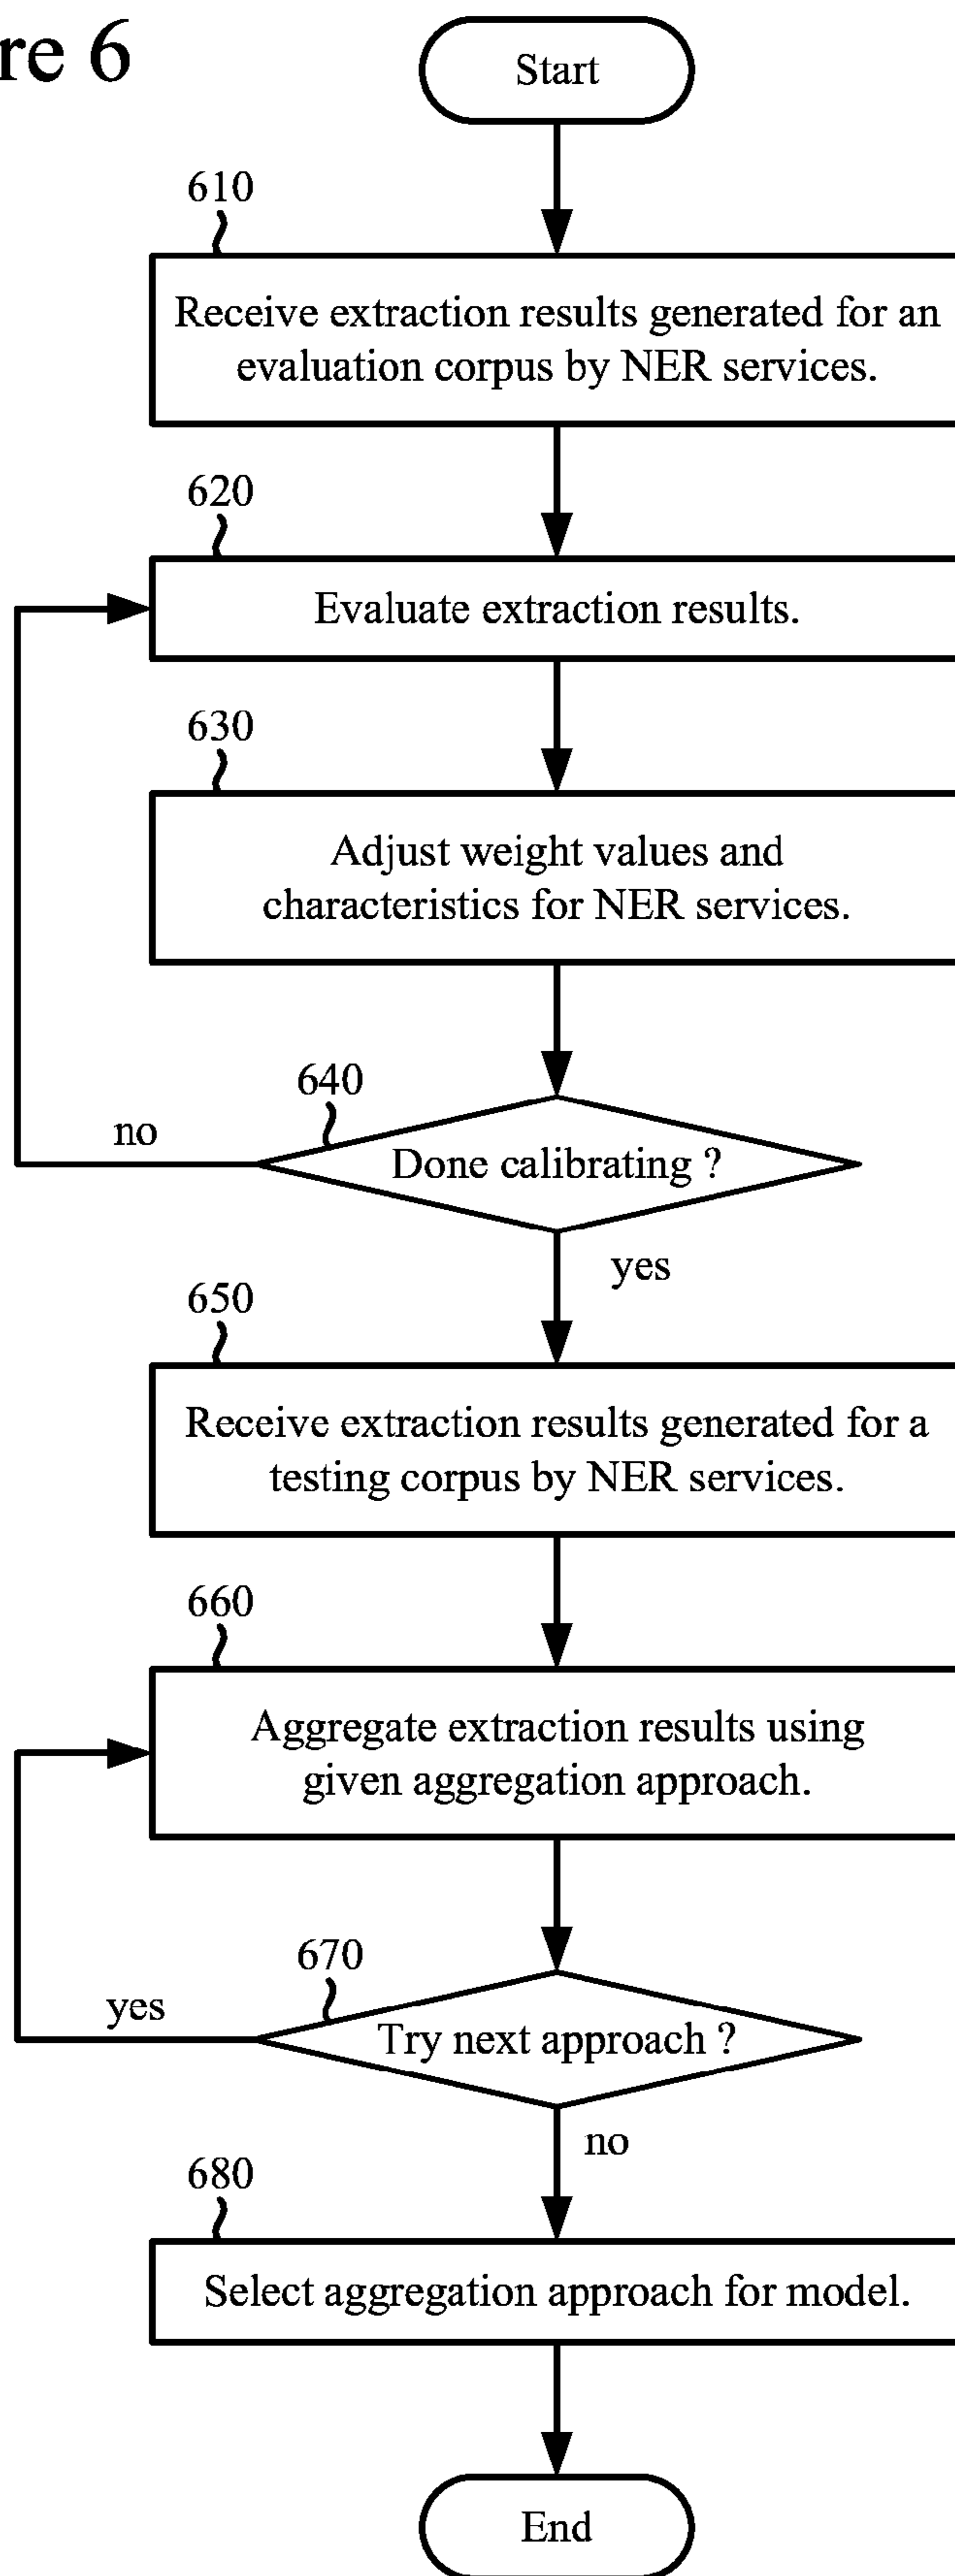 re 6
Start
610
Receive extraction results generated for an
evaluation corpus by NER services.
620
Evaluate extraction results.
630
Adjust weight values and
characteristics for NER services.
640
no
Done calibrating ?
yes
650
Receive extraction results generated for a
testing corpus by NER services.
660
Aggregate extraction results using
given aggregation approach.
670
yes
Try next approach ?
no
680
Select aggregation approach for model.
End